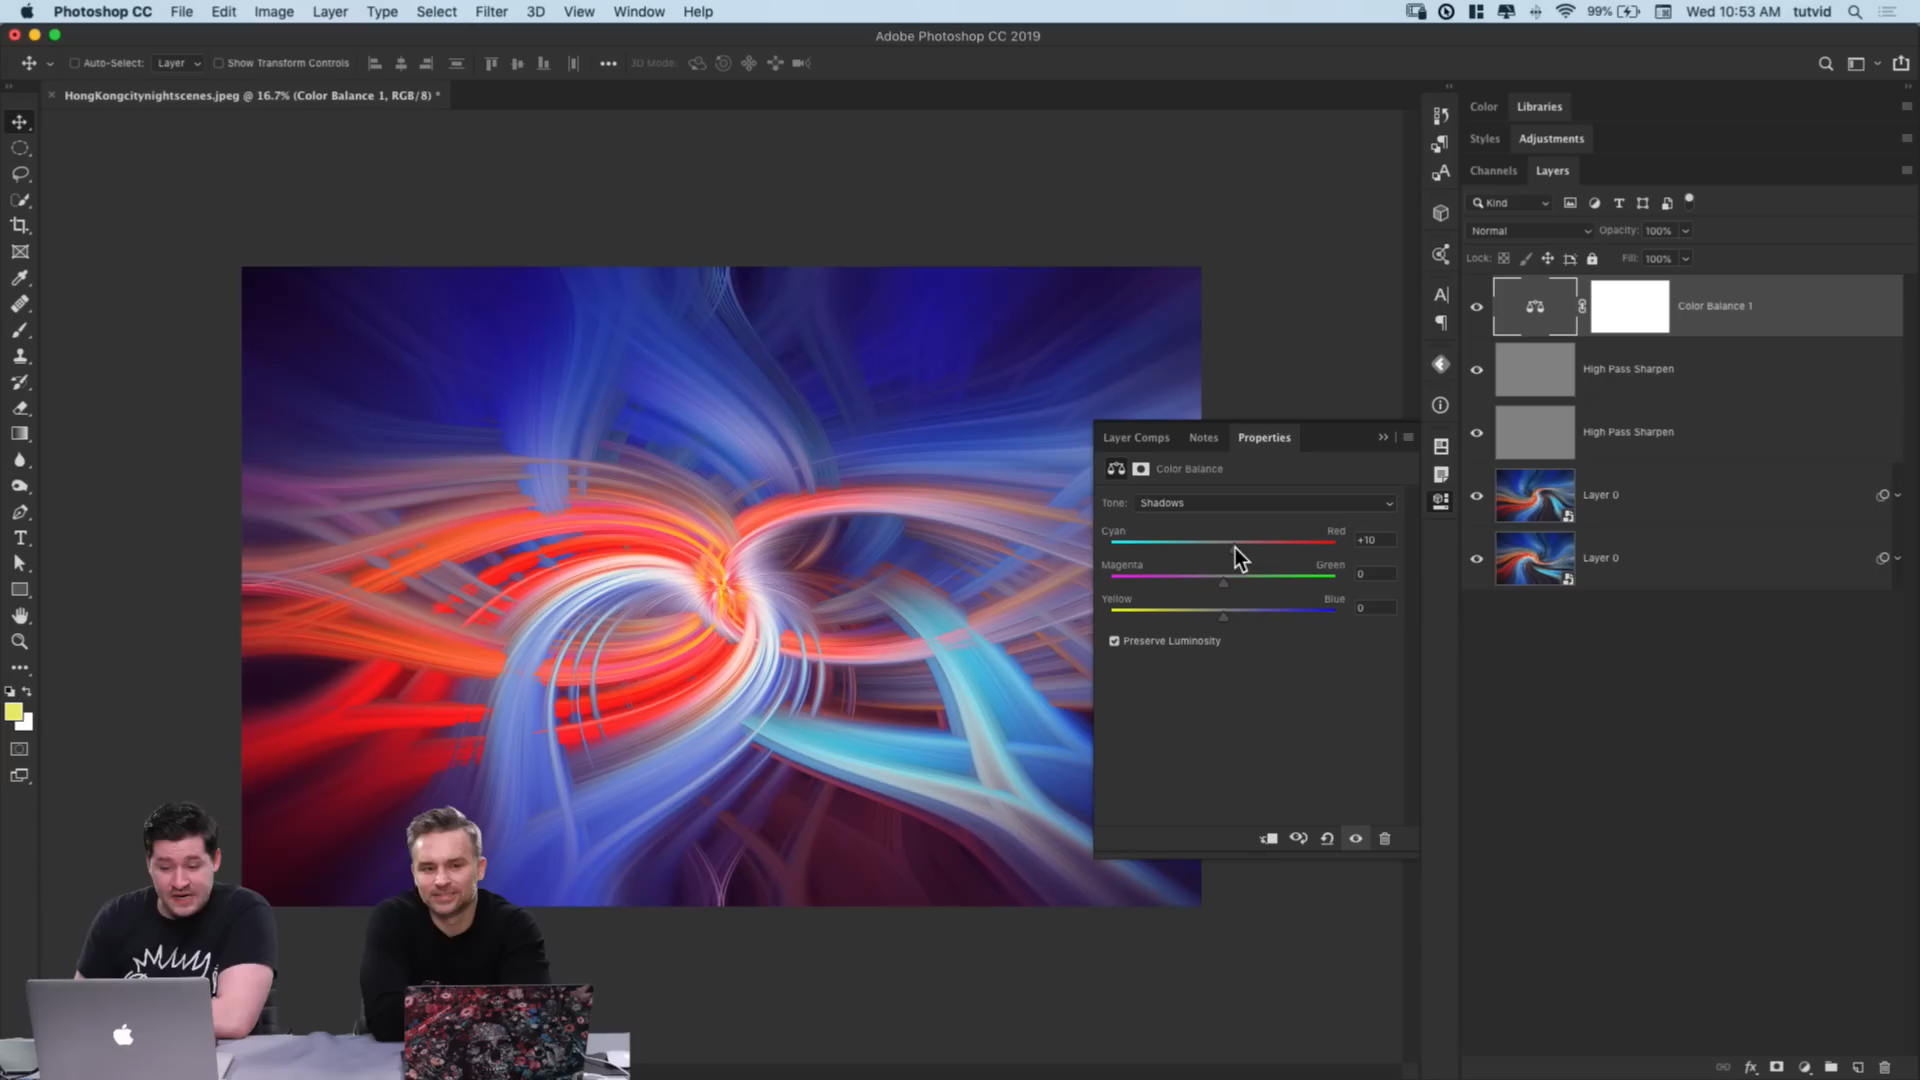 Photoshop CC File Edit Image Layer Type Select Filter 3D View Window Help 99% Wed 10:53 AM tutvid
Adobe Photoshop CC 2019
Auto-Select: Layer Show Transform Controls 3D Mode:
HongKongcitynightscenes.jpeg @ 16.7% (Color Balance 1, RGB/8) *
Color Libraries
Styles Adjustments
Channels Layers
Kind
Normal Opacity: 100%
Lock: Fill: 100%
Color Balance 1
High Pass Sharpen
High Pass Sharpen
Layer 0
Layer 0
Layer Comps Notes Properties
Color Balance
Tone: Shadows
Cyan Red +10
Magenta Green 0
Yellow Blue 0
Preserve Luminosity